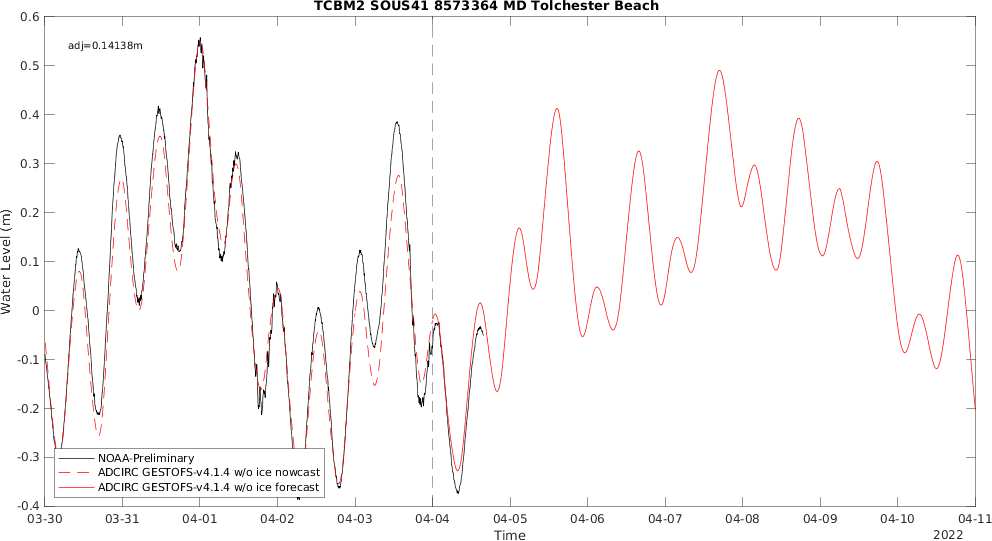 TCBM2 SOUS41 8573364 MD Tolchester Beach
adj=0.14138m
0.6
0.5
0.4
0.3
0.2
0.1
0
-0.1
-0.2
-0.3
-0.4
Water Level (m)
NOAA-Preliminary
ADCIRC GESTOFS-v4.1.4 w/o ice nowcast
ADCIRC GESTOFS-v4.1.4 w/o ice forecast
03-30 03-31 04-01 04-02 04-03 04-04 04-05 04-06 04-07 04-08 04-09 04-10 04-11
Time
2022